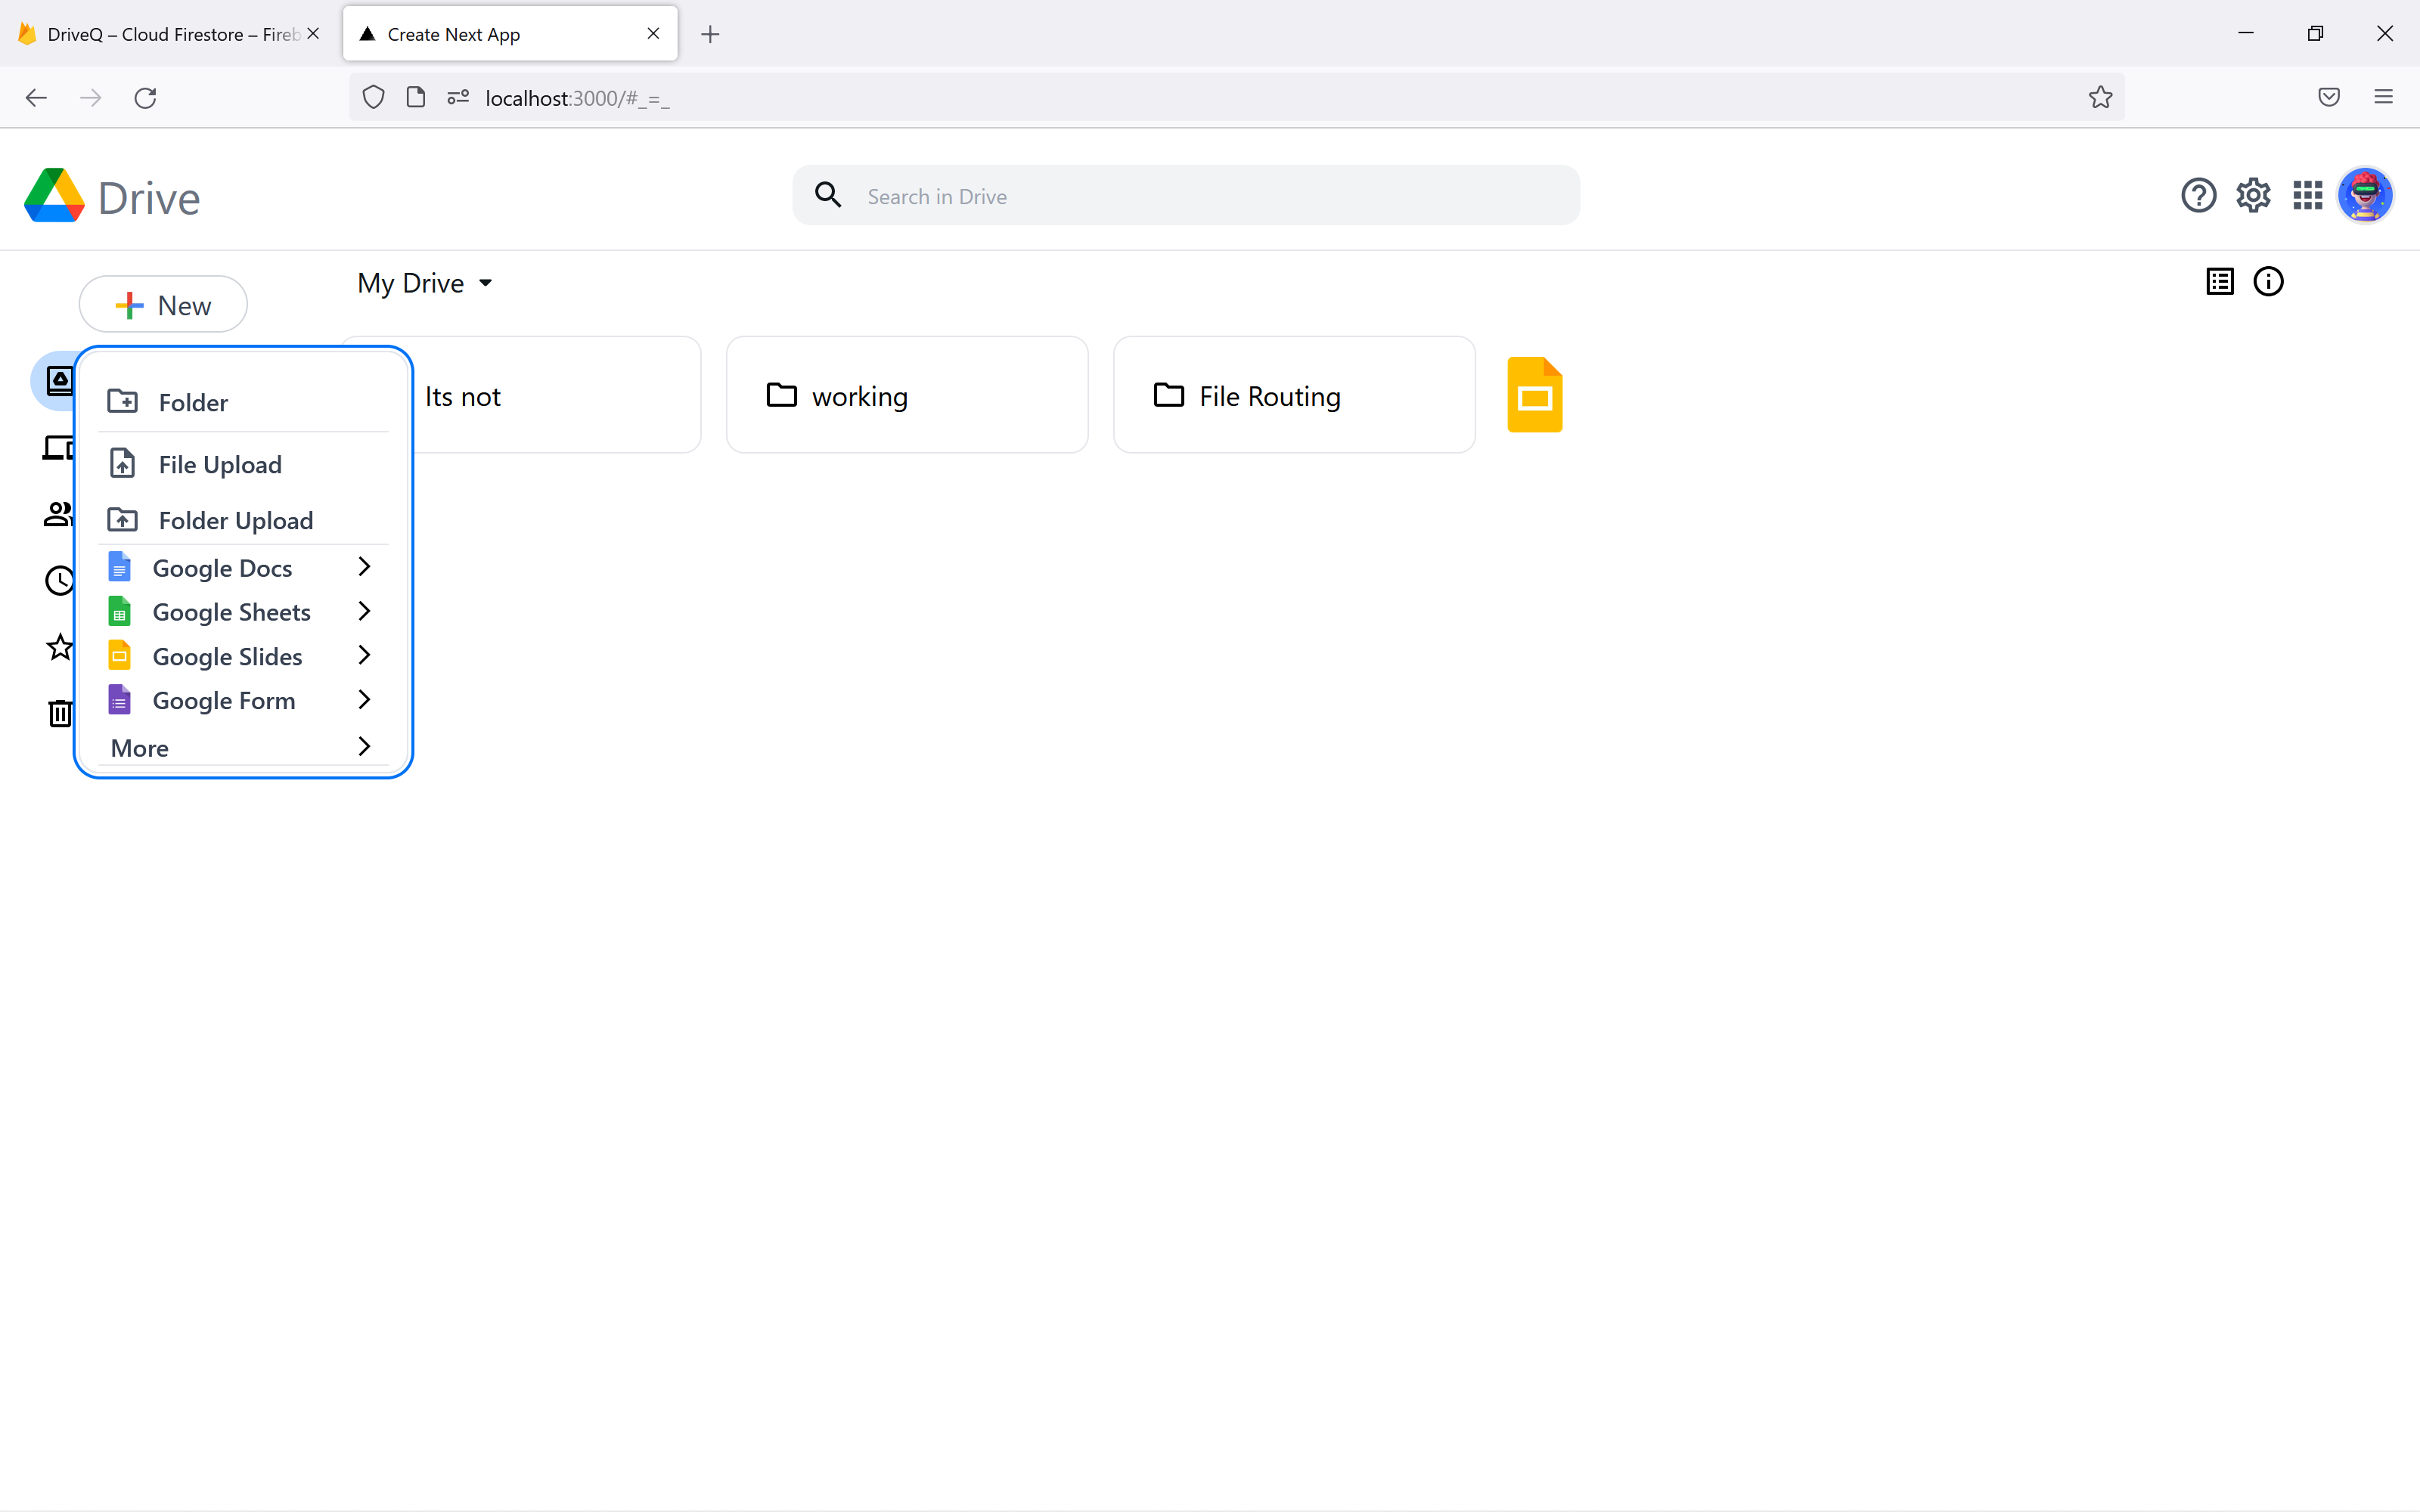 DriveQ – Cloud Firestore – Fireb
Create Next App
localhost:3000/#_=_
Drive
Search in Drive
New
My Drive
Its not
working
File Routing
Folder
File Upload
Folder Upload
Google Docs
Google Sheets
Google Slides
Google Form
More